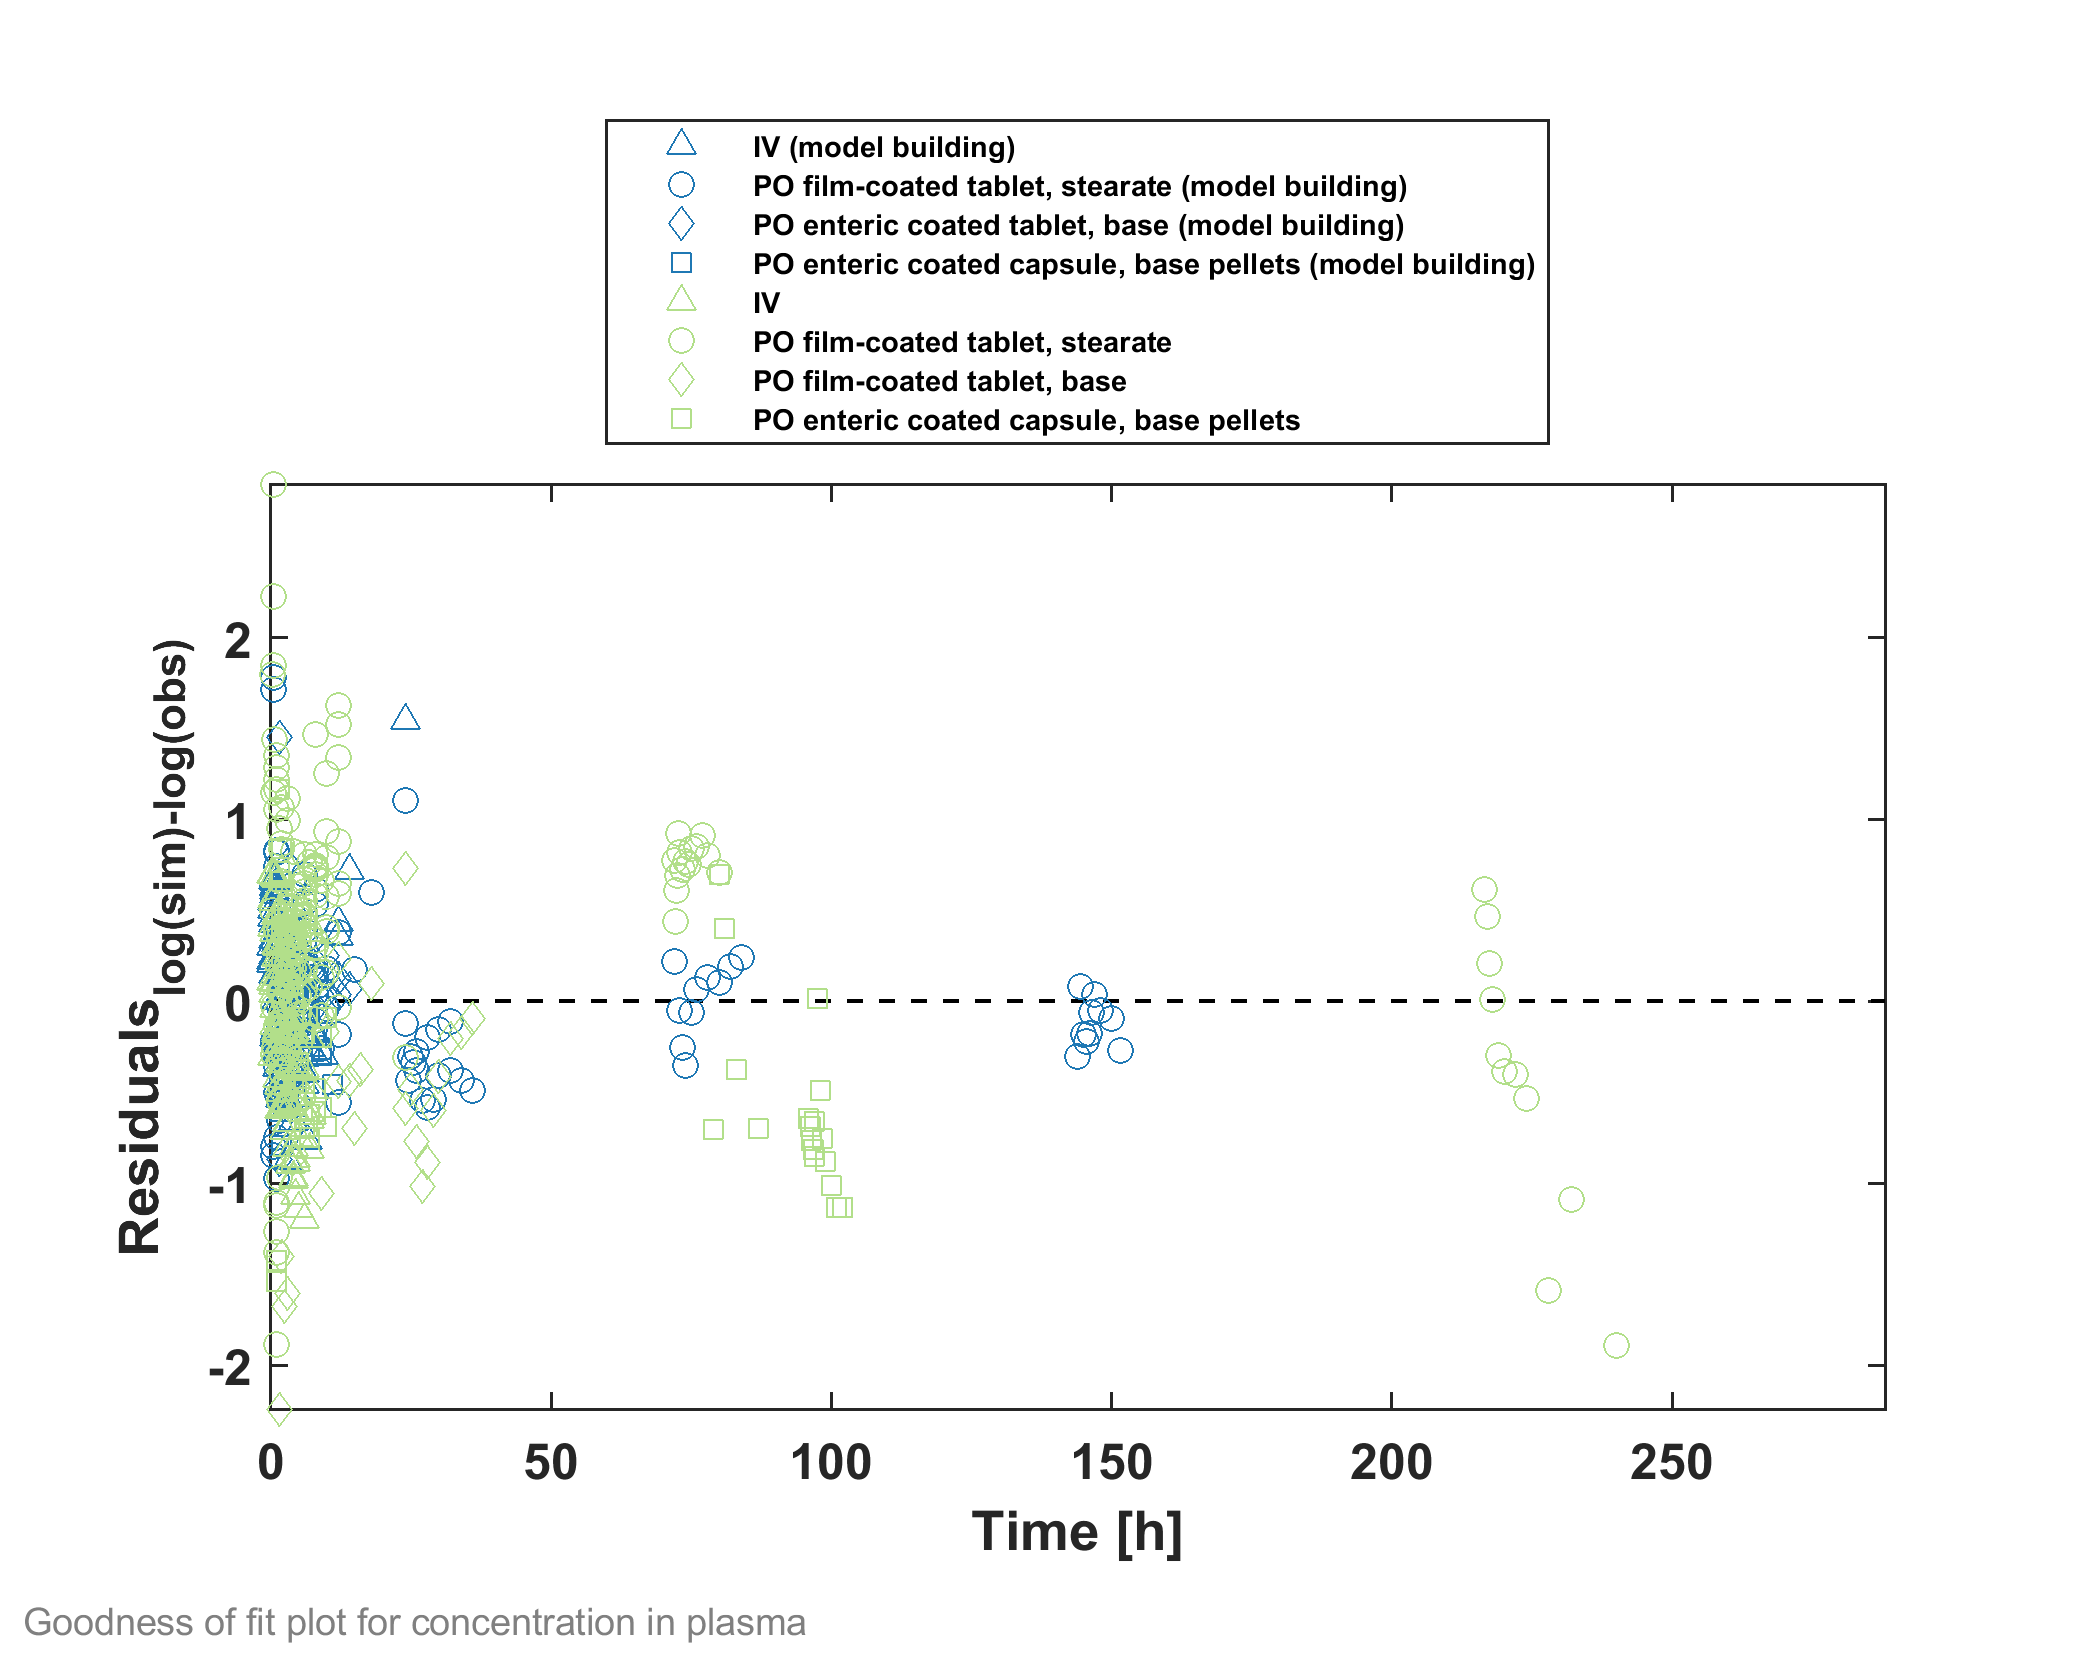 IV (model building)
PO film-coated tablet, stearate (model building)
PO enteric coated tablet, base (model building)
PO enteric coated capsule, base pellets (model building)
IV
PO film-coated tablet, stearate
PO film-coated tablet, base
PO enteric coated capsule, base pellets
2
1
0
-1
-2
Residuals log(sim)-log(obs)
0 50 100 150 200 250
Time [h]
Goodness of fit plot for concentration in plasma